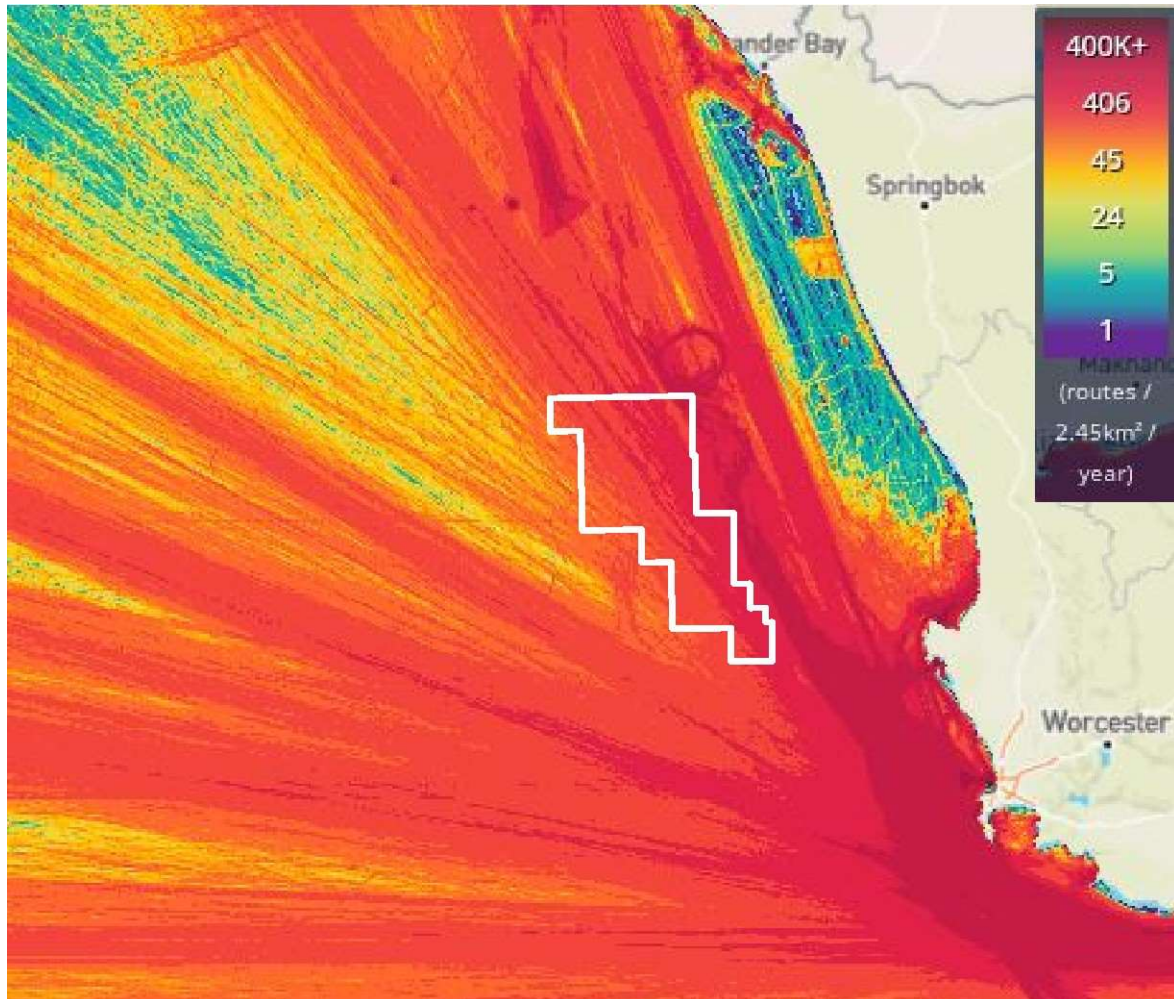 ander Bay
Springbok
Worcester
400K+
406
45
24
5
1
(routes /
2.45km² /
year)